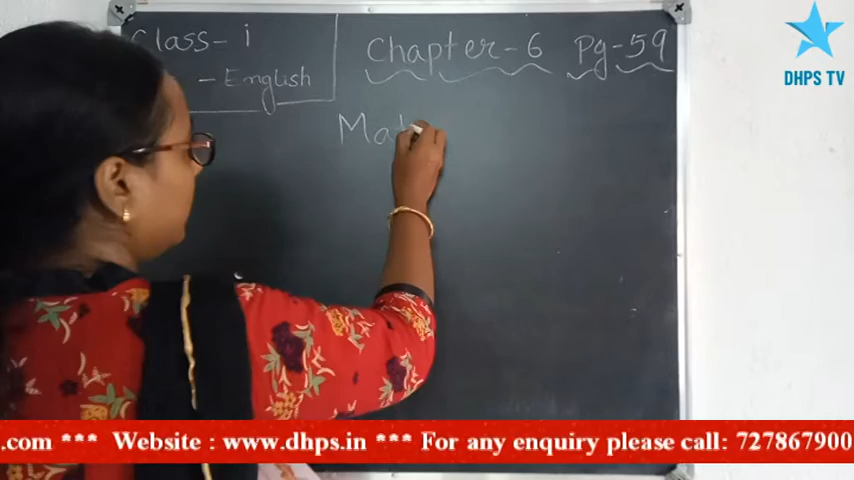 Class - i
- English
Chapter - 6 Pg - 59
Mat
DHPS TV
.com *** Website : www.dhps.in *** For any enquiry please call: 727867900